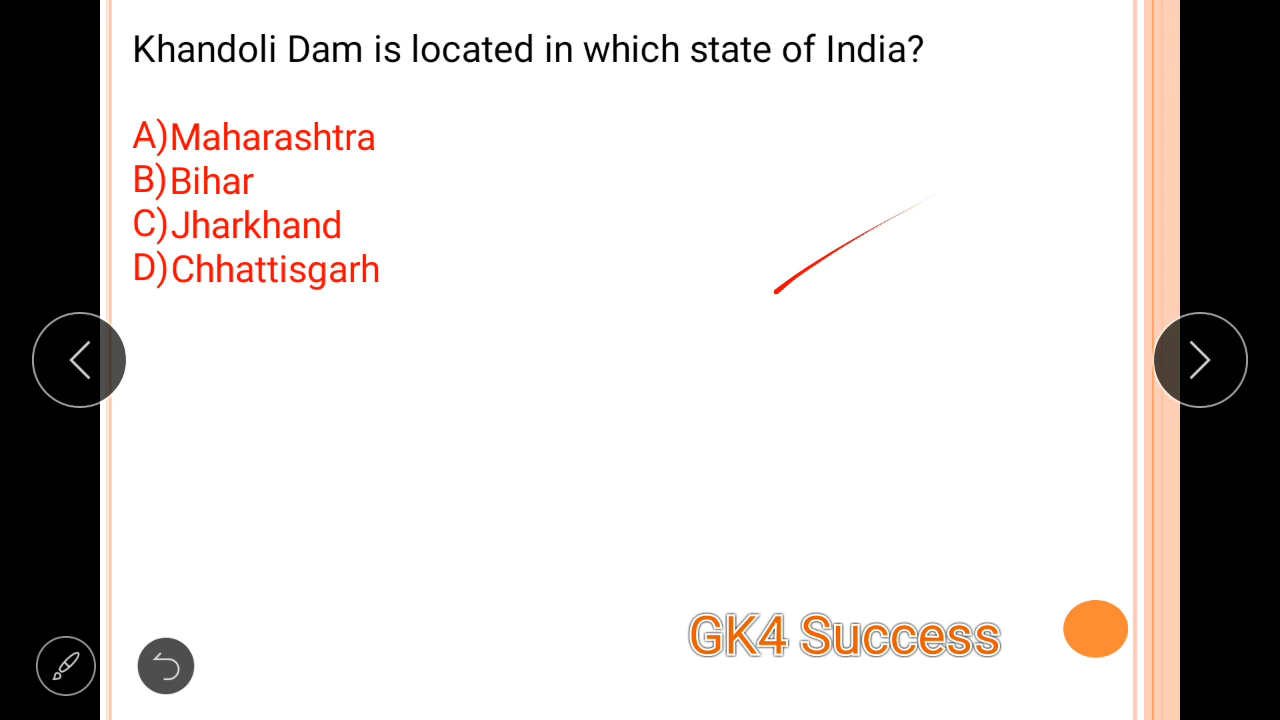 Khandoli Dam is located in which state of India?
A)Maharashtra
B)Bihar
C)Jharkhand
D)Chhattisgarh
GK4 Success